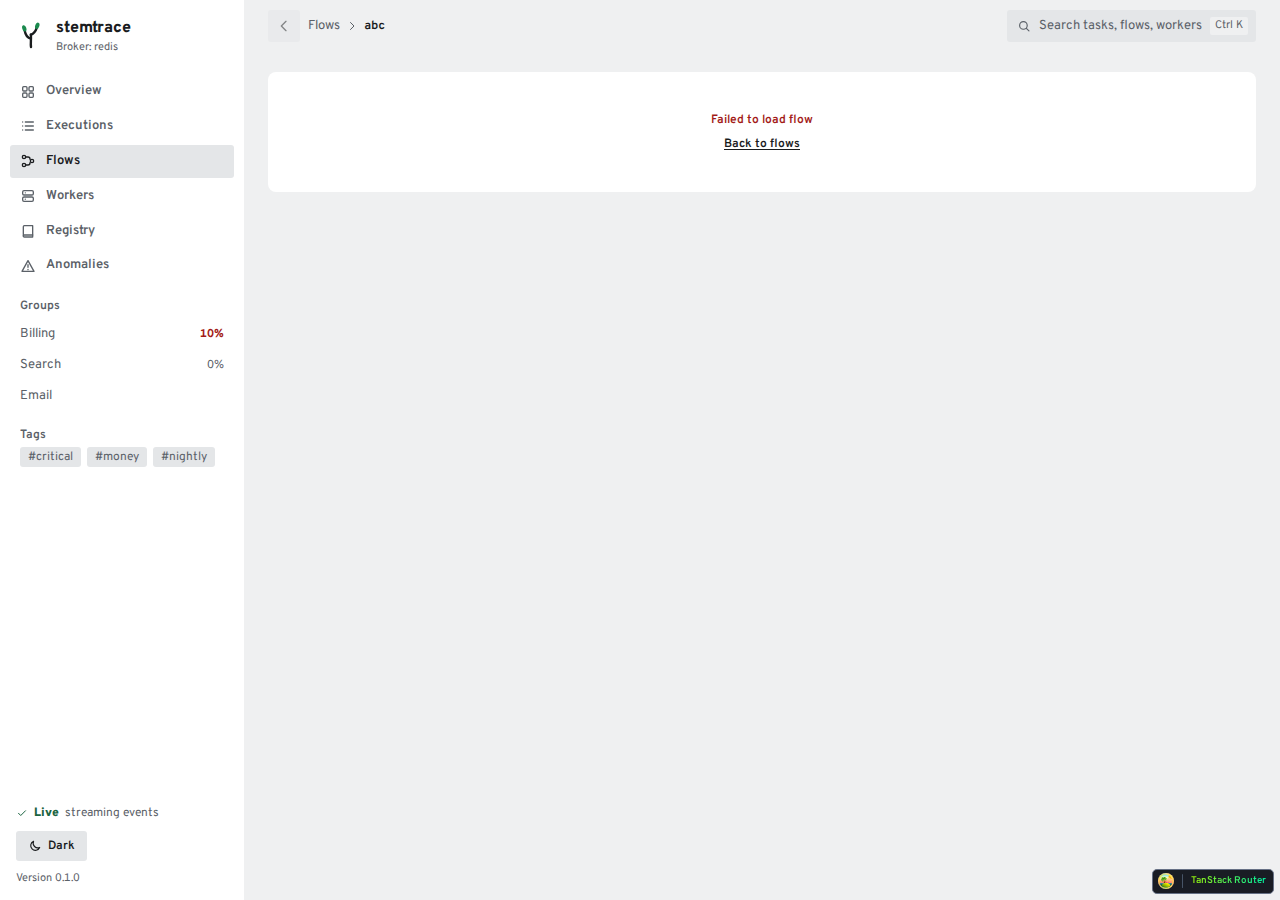 stemtrace
Broker: redis
Overview
Executions
Flows
Workers
Registry
Anomalies
Groups
Billing 10%
Search 0%
Email
Tags
#critical #money #nightly
Live streaming events
Dark
Version 0.1.0
Flows abc
Search tasks, flows, workers Ctrl K
Failed to load flow
Back to flows
TanStack Router